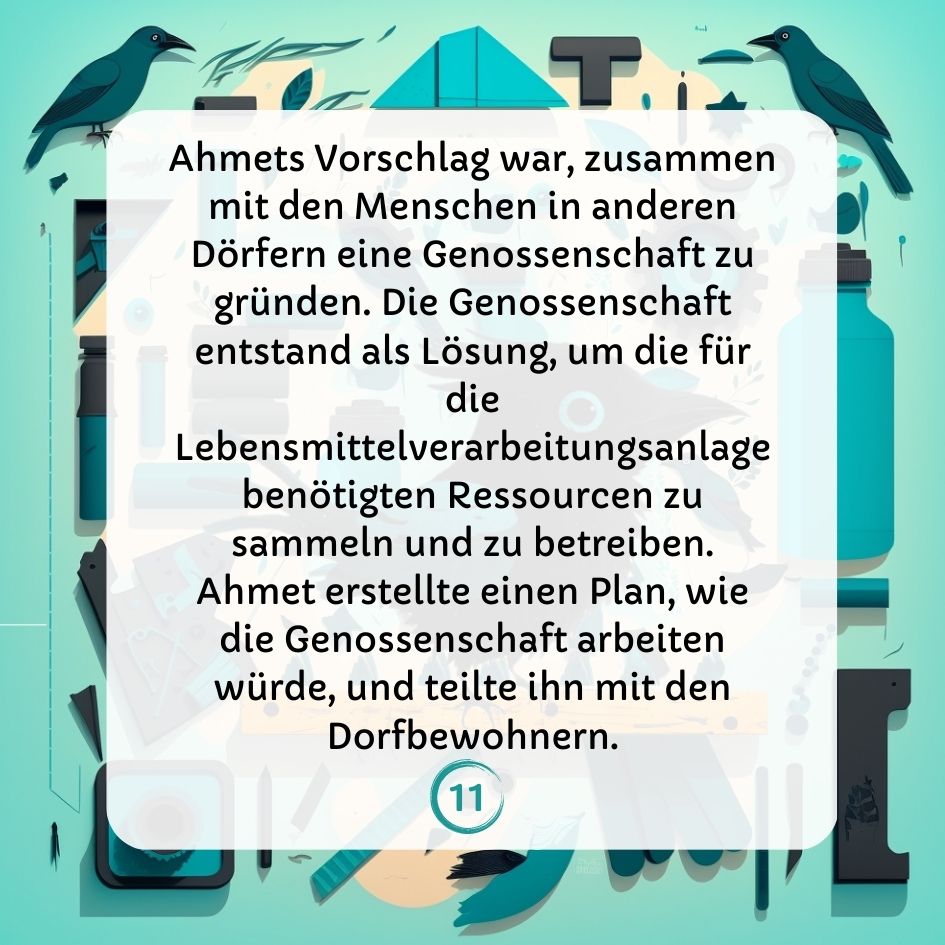 Ahmets Vorschlag war, zusammen
mit den Menschen in anderen
Dörfern eine Genossenschaft zu
gründen. Die Genossenschaft
entstand als Lösung, um die für
die
Lebensmittelverarbeitungsanlage
benötigten Ressourcen zu
sammeln und zu betreiben.
Ahmet erstellte einen Plan, wie
die Genossenschaft arbeiten
würde, und teilte ihn mit den
Dorfbewohnern.
11